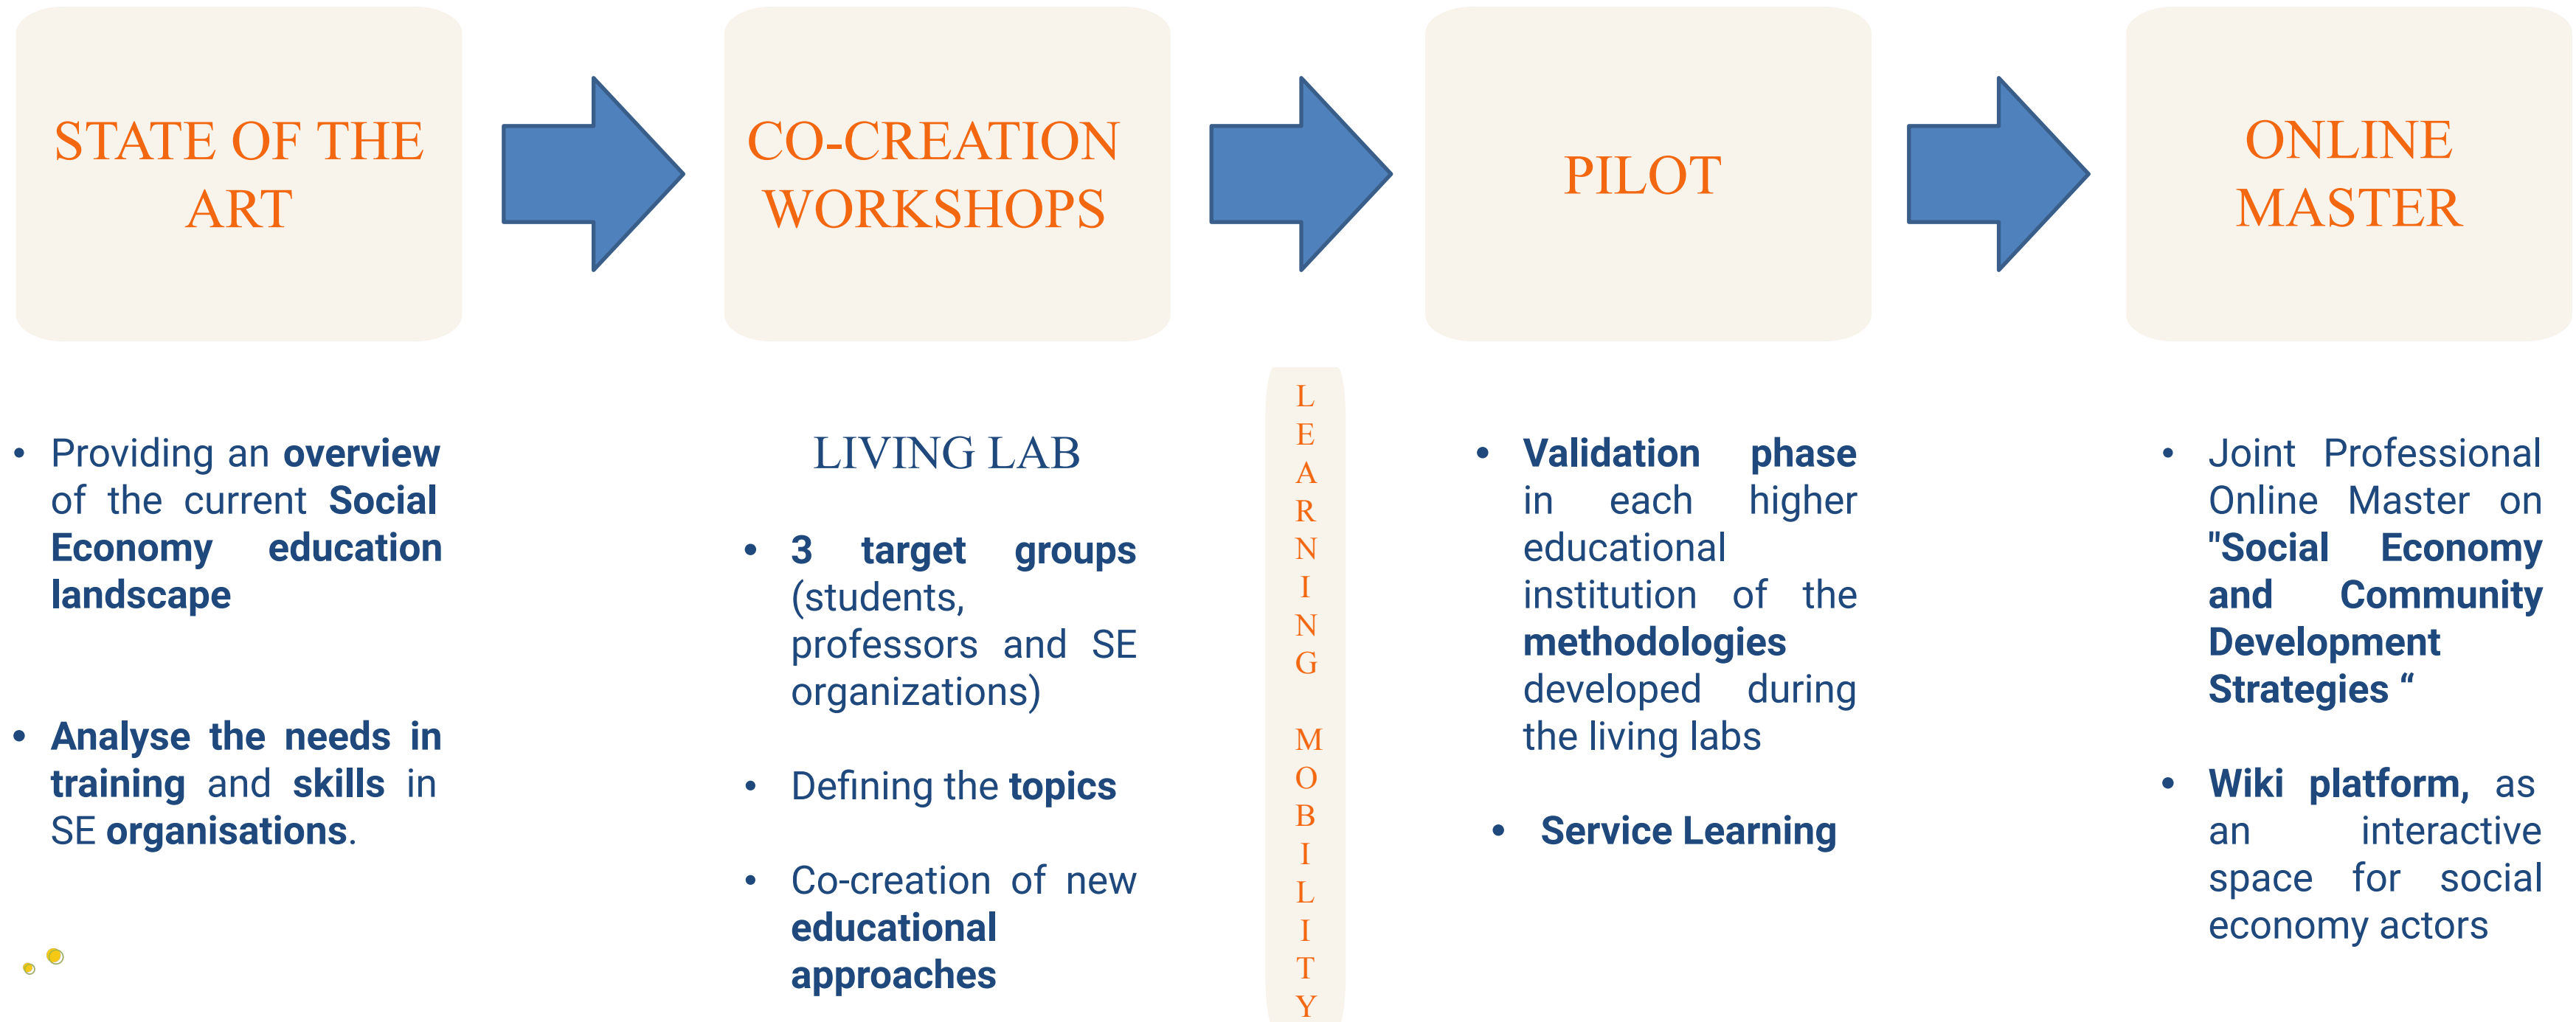 STATE OF THE
ART
CO-CREATION
WORKSHOPS
PILOT
ONLINE
MASTER
• Providing an overview
of the current Social
Economy education
landscape
• Analyse the needs in
training and skills in
SE organisations.
LIVING LAB
• 3 target groups
(students,
professors and SE
organizations)
• Defining the topics
• Co-creation of new
educational
approaches
L
E
A
R
N
I
N
G
M
O
B
I
L
I
T
Y
• Validation phase
in each higher
educational
institution of the
methodologies
developed during
the living labs
• Service Learning
• Joint Professional
Online Master on
"Social Economy
and Community
Development
Strategies “
• Wiki platform, as
an interactive
space for social
economy actors